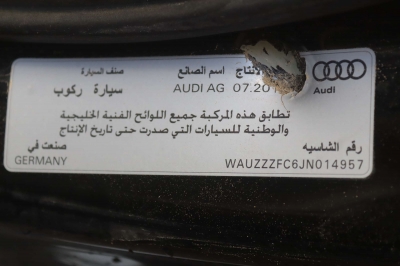 صنف السيارة اسم الصانع الإنتاج
سيارة ركوب AUDI AG 07.201
Audi
تطابق هذه المركبة جميع اللوائح الفنية الخليجية
والوطنية للسيارات التي صدرت حتى تاريخ الإنتاج
صنعت في رقم الشاسيه
GERMANY WAUZZZFC6JN014957